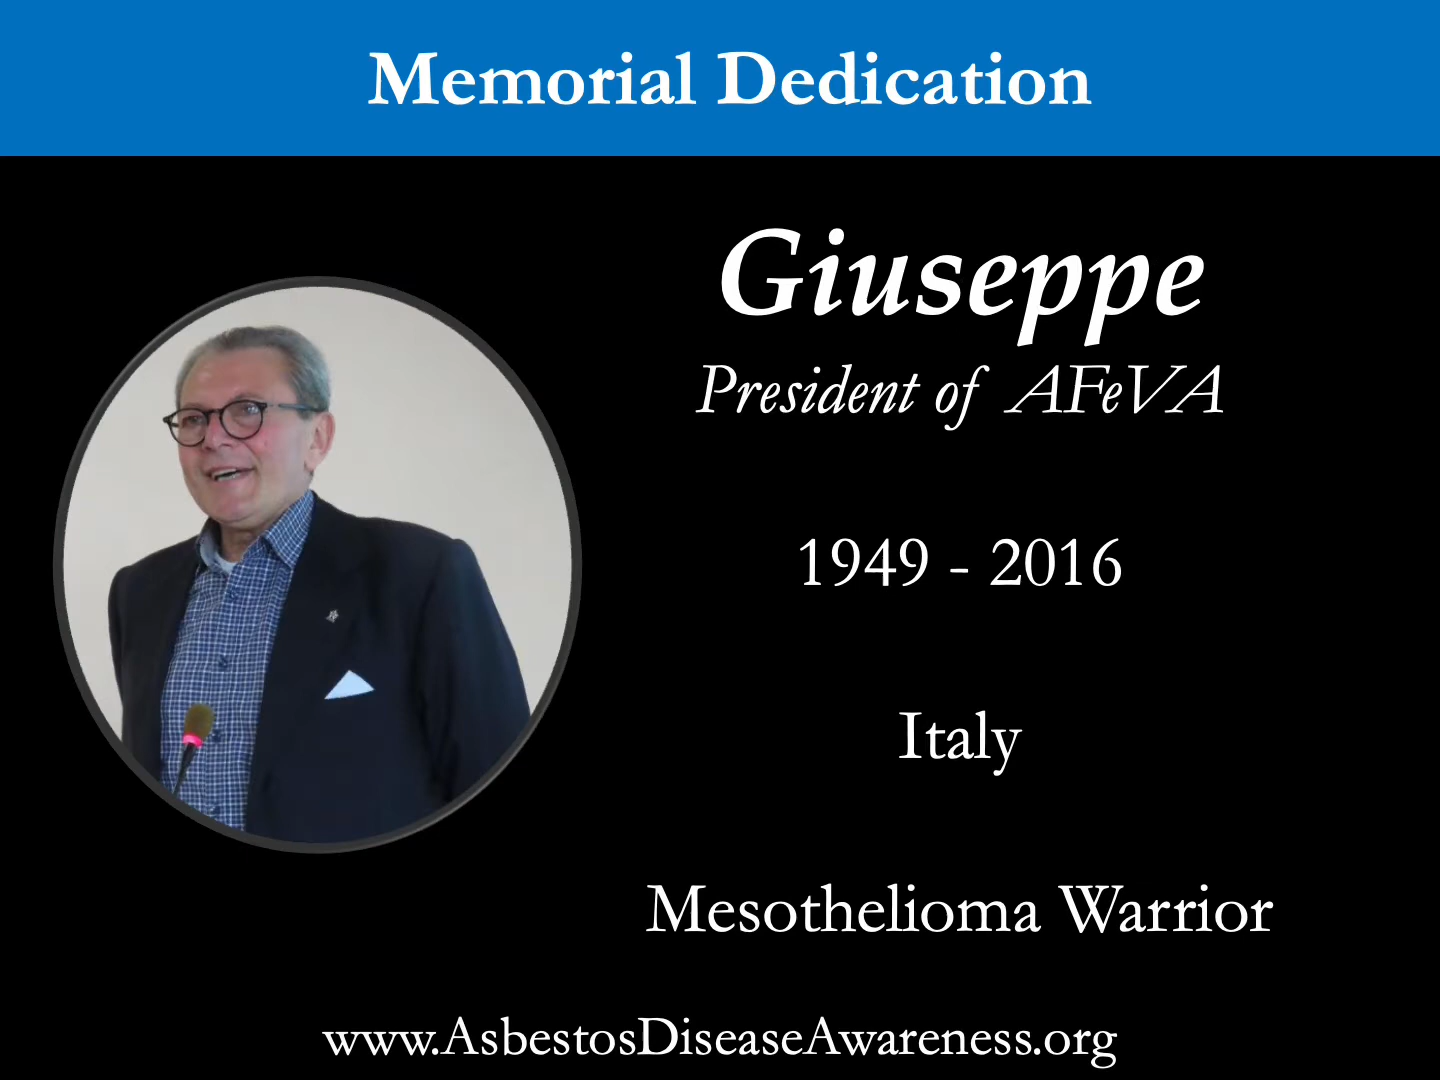 Memorial Dedication
Giuseppe
President of AFeVA
1949 - 2016
Italy
Mesothelioma Warrior
www.AsbestosDiseaseAwareness.org